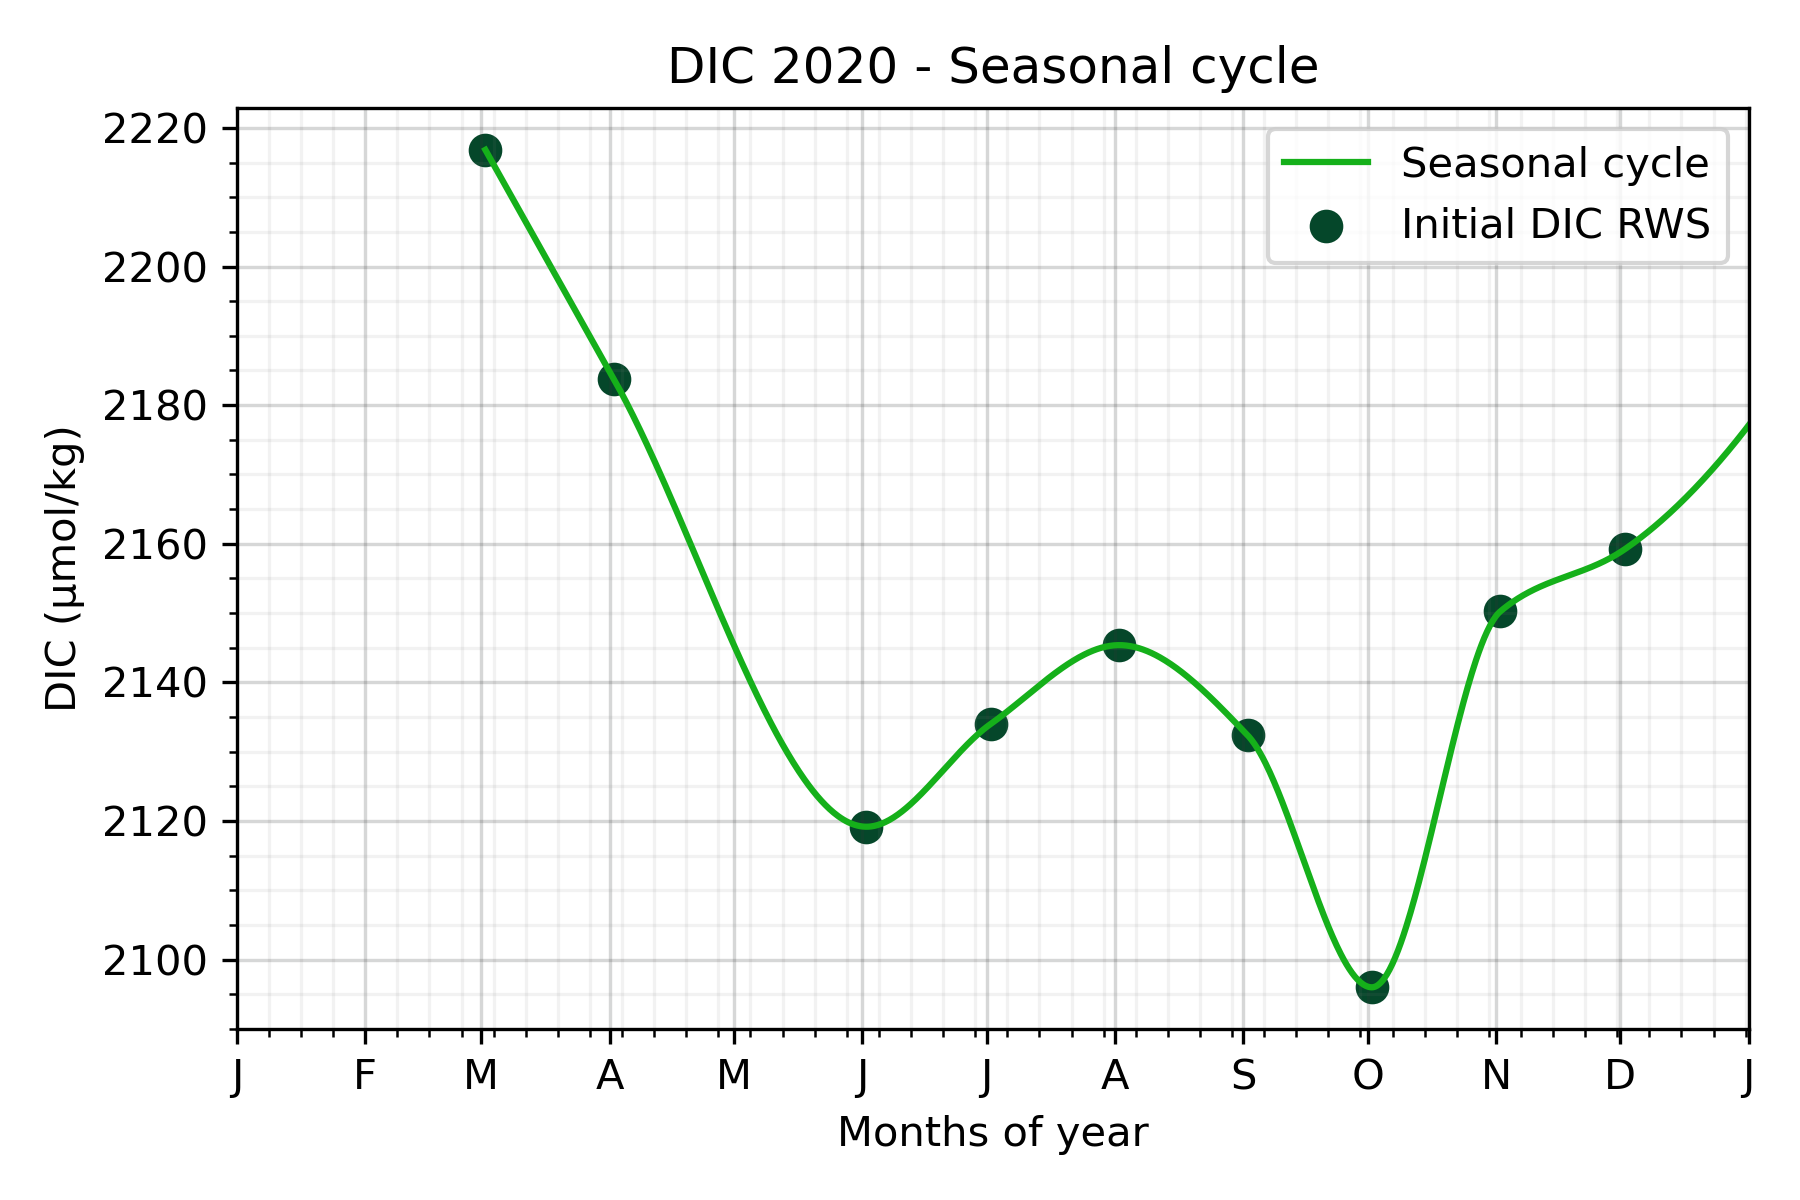 DIC 2020 - Seasonal cycle
Seasonal cycle
Initial DIC RWS
DIC (µmol/kg)
2220
2200
2180
2160
2140
2120
2100
J F M A M J J A S O N D J
Months of year